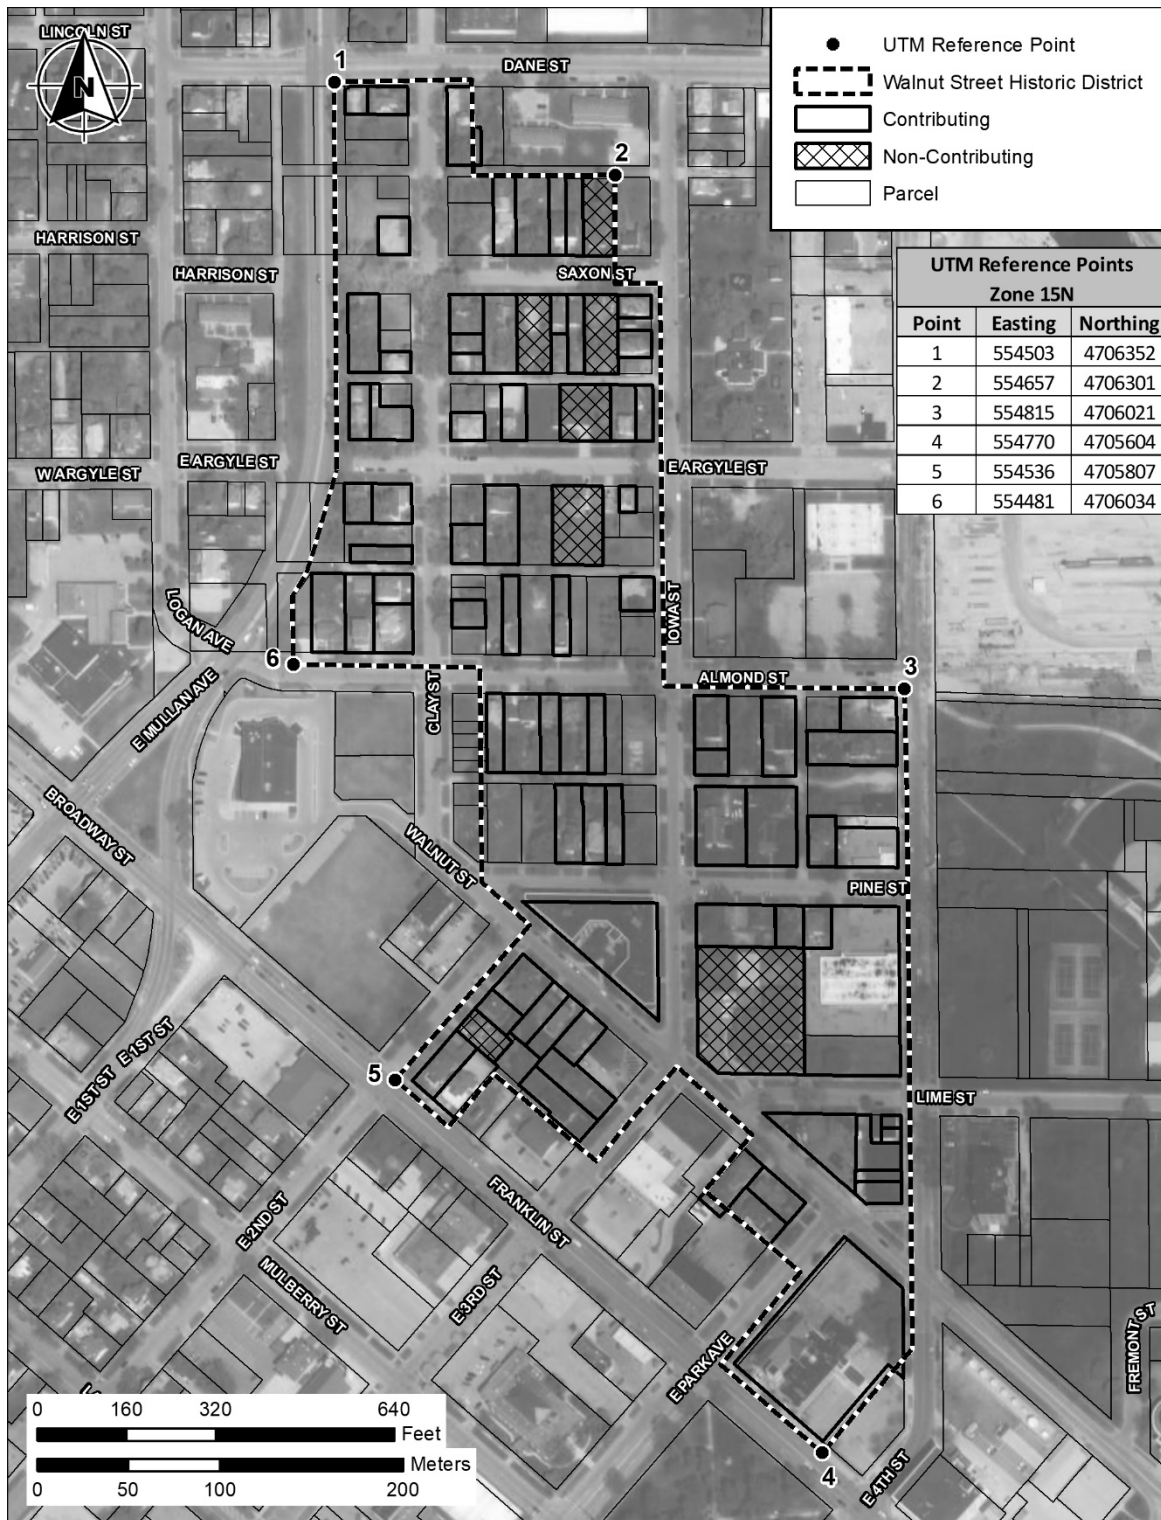 LINCOLN ST
N
1
DANE ST
UTM Reference Point
Walnut Street Historic District
Contributing
Non-Contributing
Parcel
2
HARRISON ST
HARRISON ST
SAXON ST
UTM Reference Points
Zone 15N
Point Easting Northing
1 554503 4706352
2 554657 4706301
3 554815 4706021
4 554770 4705604
5 554536 4705807
6 554481 4706034
W ARGYLE ST
E ARGYLE ST
E ARGYLE ST
LOGAN AVE
IOWA ST
6
3
ALMOND ST
CLAY ST
E MULLAN AVE
BROADWAY ST
WALNUT ST
PINE ST
E 1ST ST
E 1ST ST
5
LIME ST
E 2ND ST
FRANKLIN ST
MULBERRY ST
E 3RD ST
E PARK AVE
FREMONT ST
4
E 4TH ST
0 160 320 640
Feet
Meters
0 50 100 200